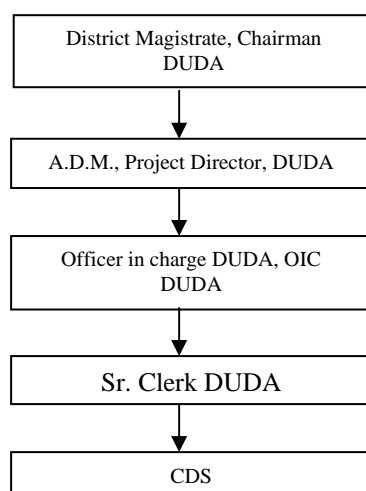 District Magistrate, Chairman
DUDA
A.D.M., Project Director, DUDA
Officer in charge DUDA, OIC
DUDA
Sr. Clerk DUDA
CDS